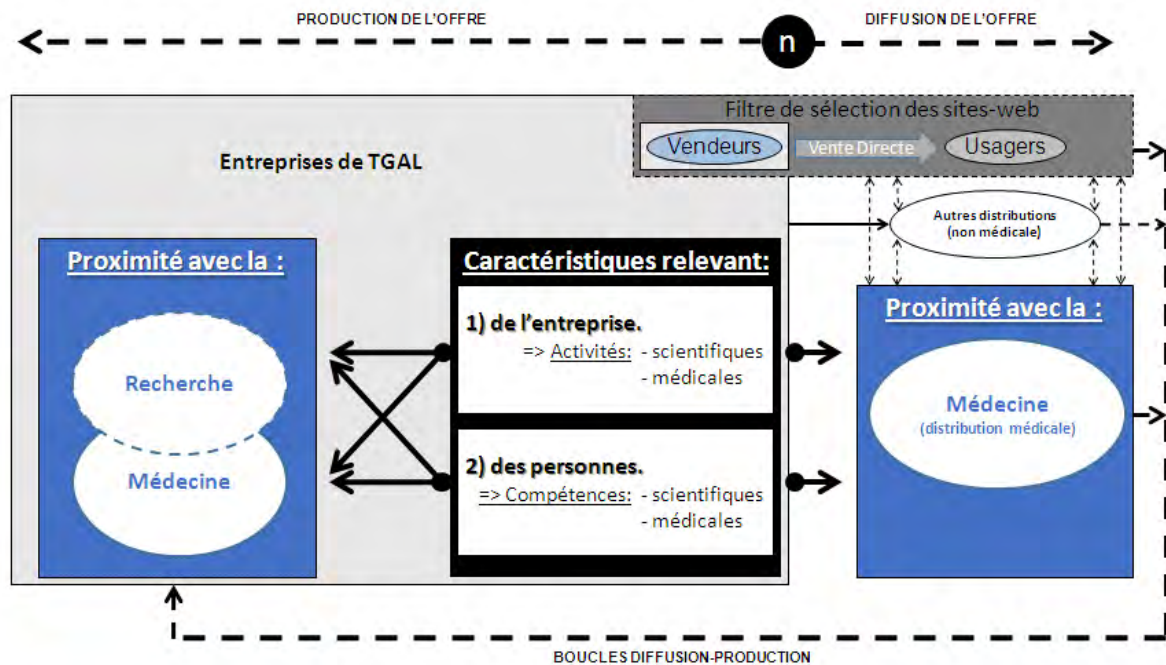 PRODUCTION DE L'OFFRE
DIFFUSION DE L'OFFRE
n
Filtre de sélection des sites-web
Vendeurs
Vente Directe
Usagers
Entreprises de TGAL
Autres distributions
(non médicale)
Proximité avec la :
Recherche
Médecine
Caractéristiques relevant:
1) de l'entreprise.
=> Activités: - scientifiques
- médicales
2) des personnes.
=> Compétences: - scientifiques
- médicales
Proximité avec la :
Médecine
(distribution médicale)
BOUCLES DIFFUSION-PRODUCTION